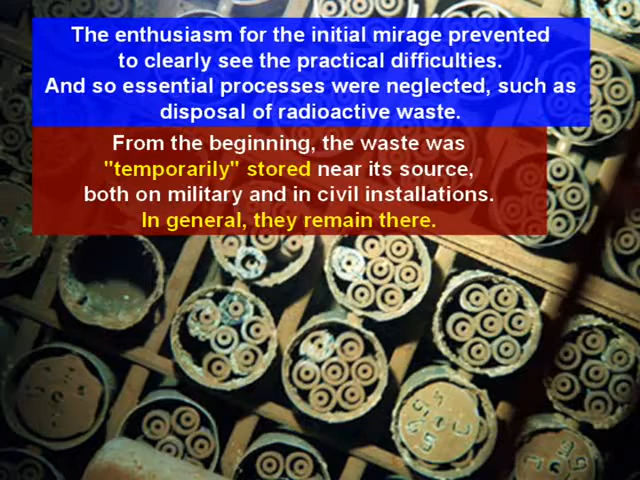 The enthusiasm for the initial mirage prevented
to clearly see the practical difficulties.
And so essential processes were neglected, such as
disposal of radioactive waste.
From the beginning, the waste was
"temporarily" stored near its source,
both on military and in civil installations.
In general, they remain there.